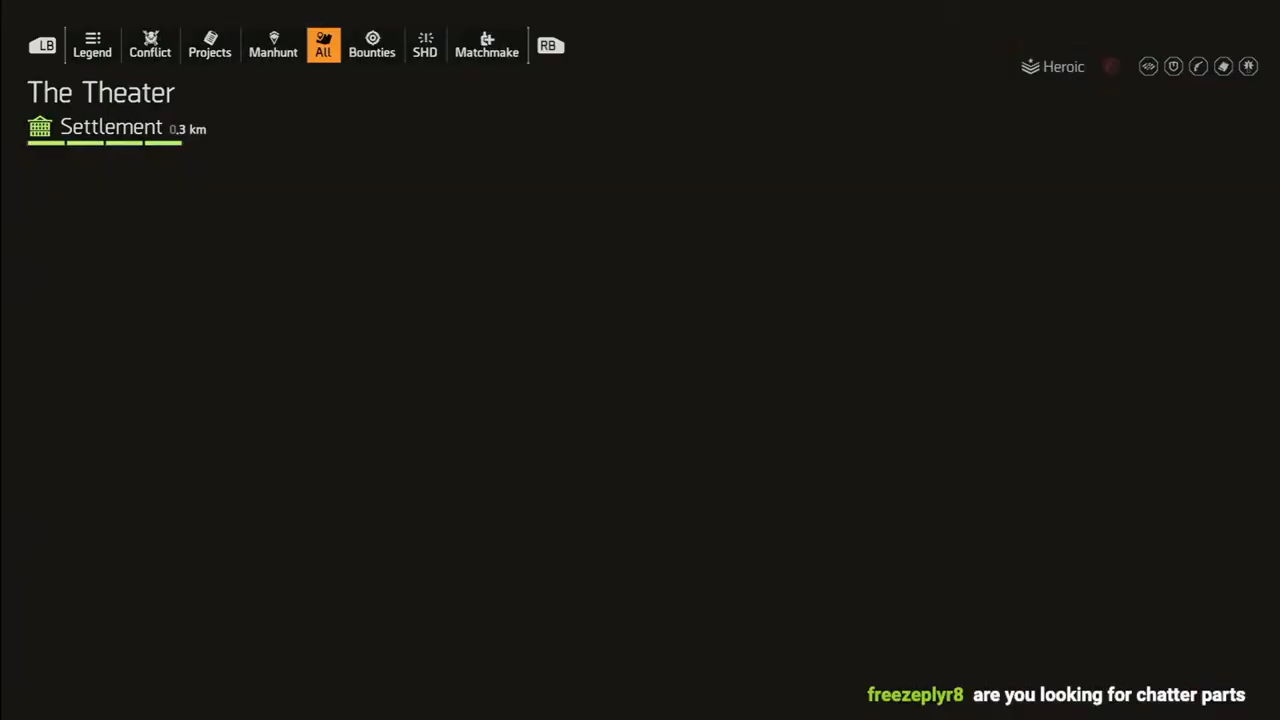 LB Legend Conflict Projects Manhunt All Bounties SHD Matchmake RB
Heroic
The Theater
Settlement 0.3 km
freezeplyr8 are you looking for chatter parts